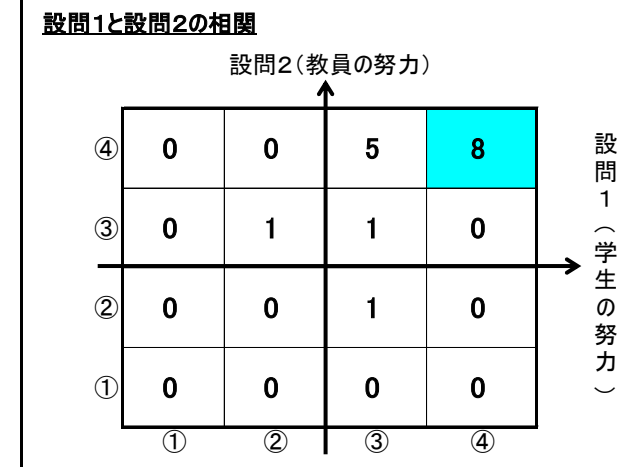 設問1と設問2の相関
設問2(教員の努力)
④ 0 0 5 8
③ 0 1 1 0
② 0 0 1 0
① 0 0 0 0
① ② ③ ④
設問1(学生の努力)